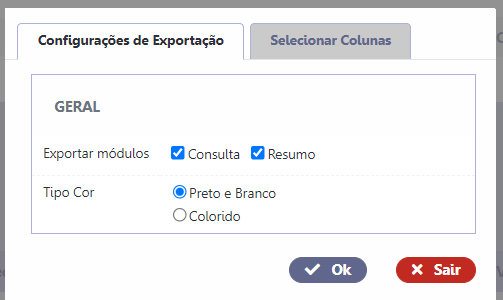 Configurações de Exportação Selecionar Colunas
GERAL
Exportar módulos Consulta Resumo
Tipo Cor Preto e Branco
Colorido
Ok Sair